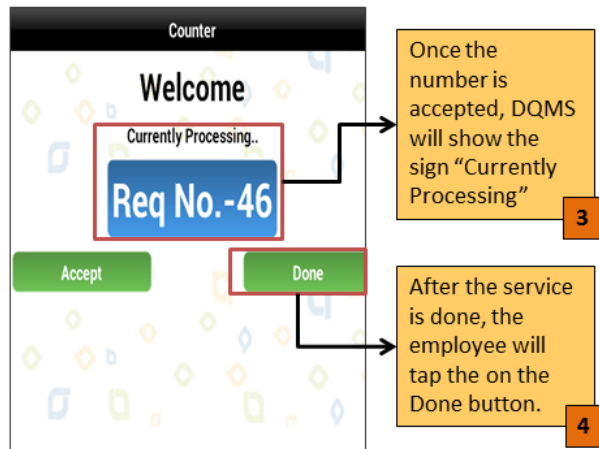 Counter
Welcome
Currently Processing..
Req No.-46
Accept
Done
Once the
number is
accepted, DQMS
will show the
sign “Currently
Processing”
3
After the service
is done, the
employee will
tap the on the
Done button.
4